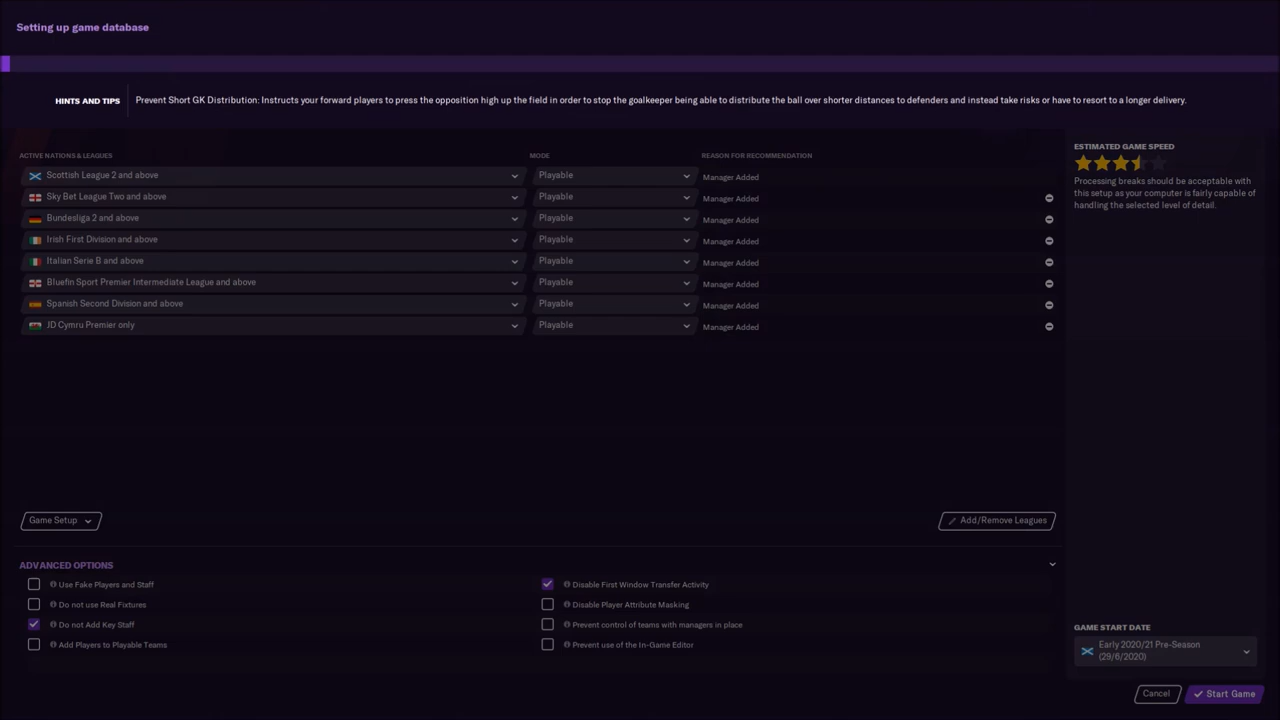 Setting up game database
HINTS AND TIPS
Prevent Short GK Distribution: Instructs your forward players to press the opposition high up the field in order to stop the goalkeeper being able to distribute the ball over shorter distances to defenders and instead take risks or have to resort to a longer delivery.
ACTIVE NATIONS & LEAGUES MODE REASON FOR RECOMMENDATION
Scottish League 2 and above Playable Manager Added
Sky Bet League Two and above Playable Manager Added
Bundesliga 2 and above Playable Manager Added
Irish First Division and above Playable Manager Added
Italian Serie B and above Playable Manager Added
Bluefin Sport Premier Intermediate League and above Playable Manager Added
Spanish Second Division and above Playable Manager Added
JD Cymru Premier only Playable Manager Added
ESTIMATED GAME SPEED
Processing breaks should be acceptable with
this setup as your computer is fairly capable of
handling the selected level of detail.
Game Setup
Add/Remove Leagues
ADVANCED OPTIONS
Use Fake Players and Staff
Do not use Real Fixtures
Do not Add Key Staff
Add Players to Playable Teams
Disable First Window Transfer Activity
Disable Player Attribute Masking
Prevent control of teams with managers in place
Prevent use of the In-Game Editor
GAME START DATE
Early 2020/21 Pre-Season
(29/6/2020)
Cancel
Start Game